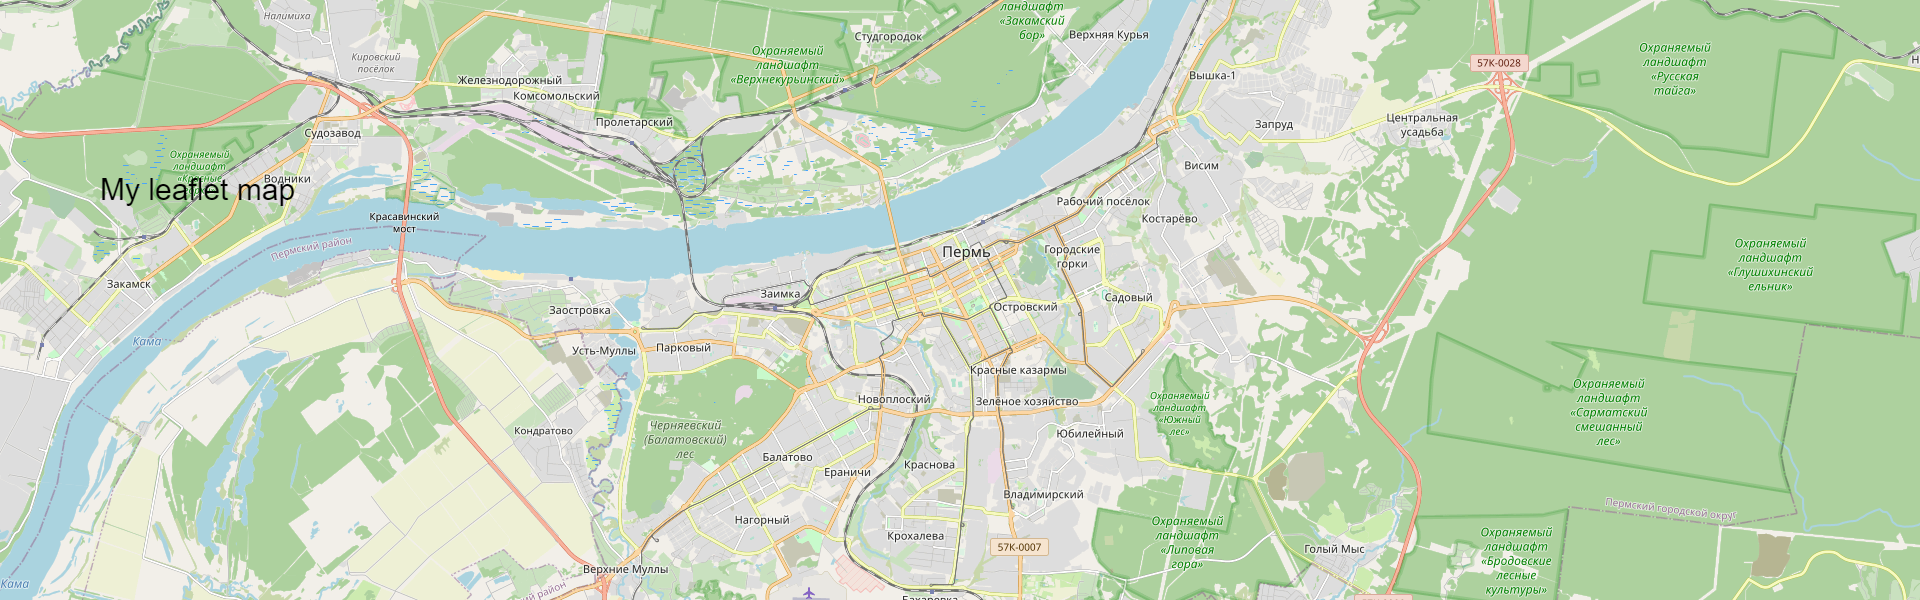 Налимиха
Кировский
посёлок
Железнодорожный
Комсомольский
Пролетарский
Судозавод
Охраняемый
ландшафт
«Верхнекурьинский»
Студгородок
ландшафт
«Закамский
бор»
Верхняя Курья
Вышка-1
Запруд
Центральная
усадьба
57К-0028
Охраняемый
ландшафт
«Русская
тайга»
Охраняемый
ландшафт
Водники
My leaflet map
Красавинский
мост
Пермский район
Закамск
Кама
Висим
Рабочий посёлок
Костарёво
Пермь
Городские
горки
Заимка
Островский
Садовый
Заостровка
Усть-Муллы
Парковый
Охраняемый
ландшафт
«Глушихинский
ельник»
Красные казармы
Новоплоский
Зелёное хозяйство
Охраняемый
ландшафт
«Южный
лес»
Охраняемый
ландшафт
«Сарматский
смешанный
лес»
Кондратово
Черняевский
(Балатовский)
лес
Юбилейный
Балатово
Ераничи
Краснова
Владимирский
Нагорный
Крохалева
57К-0007
Охраняемый
ландшафт
«Липовая
гора»
Пермский городской округ
Голый Мыс
Охраняемый
ландшафт
«Бродовские
лесные
культуры»
Верхние Муллы
Кама
Бахаревка